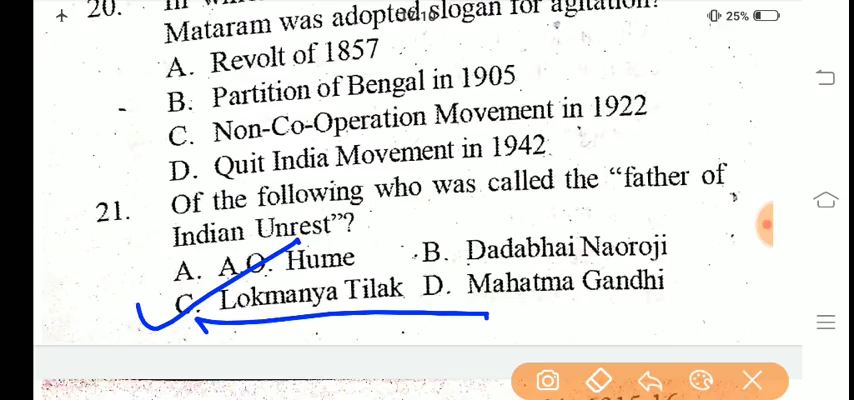 20.
Mataram was adopted slogan for agitation?
A. Revolt of 1857
B. Partition of Bengal in 1905
C. Non-Co-Operation Movement in 1922
D. Quit India Movement in 1942
21. Of the following who was called the “father of
Indian Unrest”?
A. A.O. Hume B. Dadabhai Naoroji
C. Lokmanya Tilak D. Mahatma Gandhi
25%